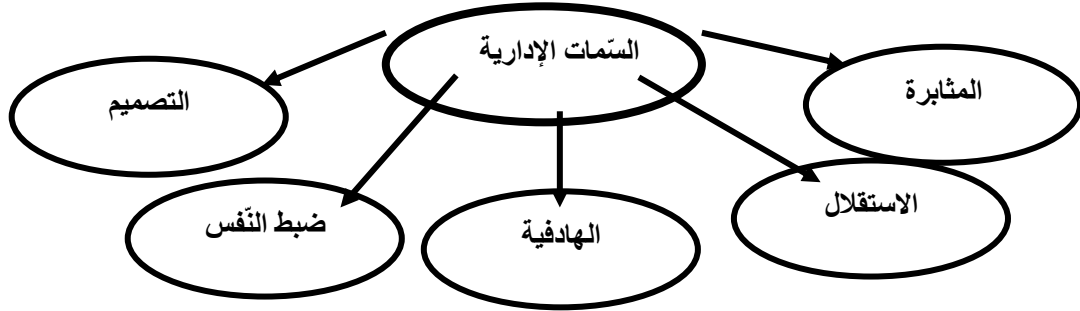 السّمات الإدارية
المثابرة
التصميم
الاستقلال
الهادفية
ضبط النّفس